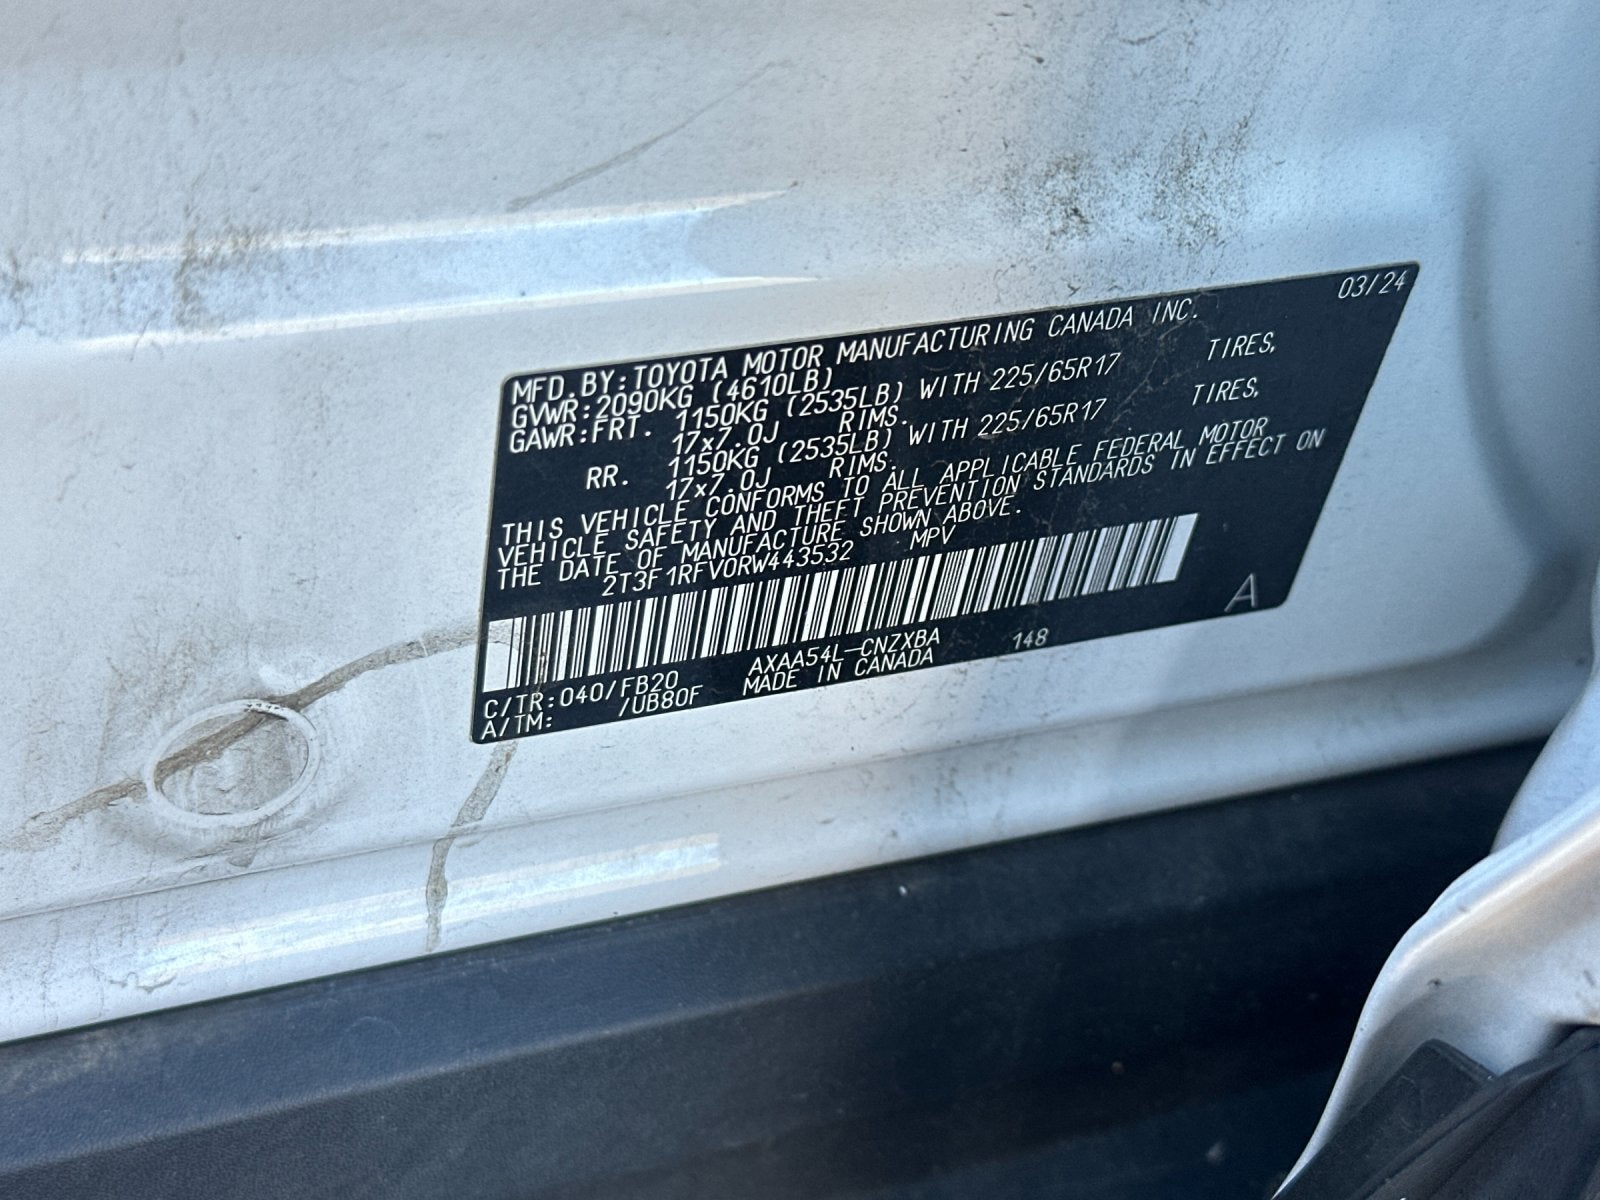 03/24
MFD.BY:TOYOTA MOTOR MANUFACTURING CANADA INC.
GVWR:2090KG (4610LB)
GAWR:FRT. 1150KG (2535LB) WITH 225/65R17 TIRES,
17x7.0J RIMS.
RR. 1150KG (2535LB) WITH 225/65R17 TIRES,
17x7.0J RIMS.
THIS VEHICLE CONFORMS TO ALL APPLICABLE FEDERAL MOTOR
VEHICLE SAFETY AND THEFT PREVENTION STANDARDS IN EFFECT ON
THE DATE OF MANUFACTURE SHOWN ABOVE.
2T3F1RFV0RW443532 MPV
A
C/TR:040/FB20 AXAA54L-CNZXBA 148
A/TM: /UB80F MADE IN CANADA